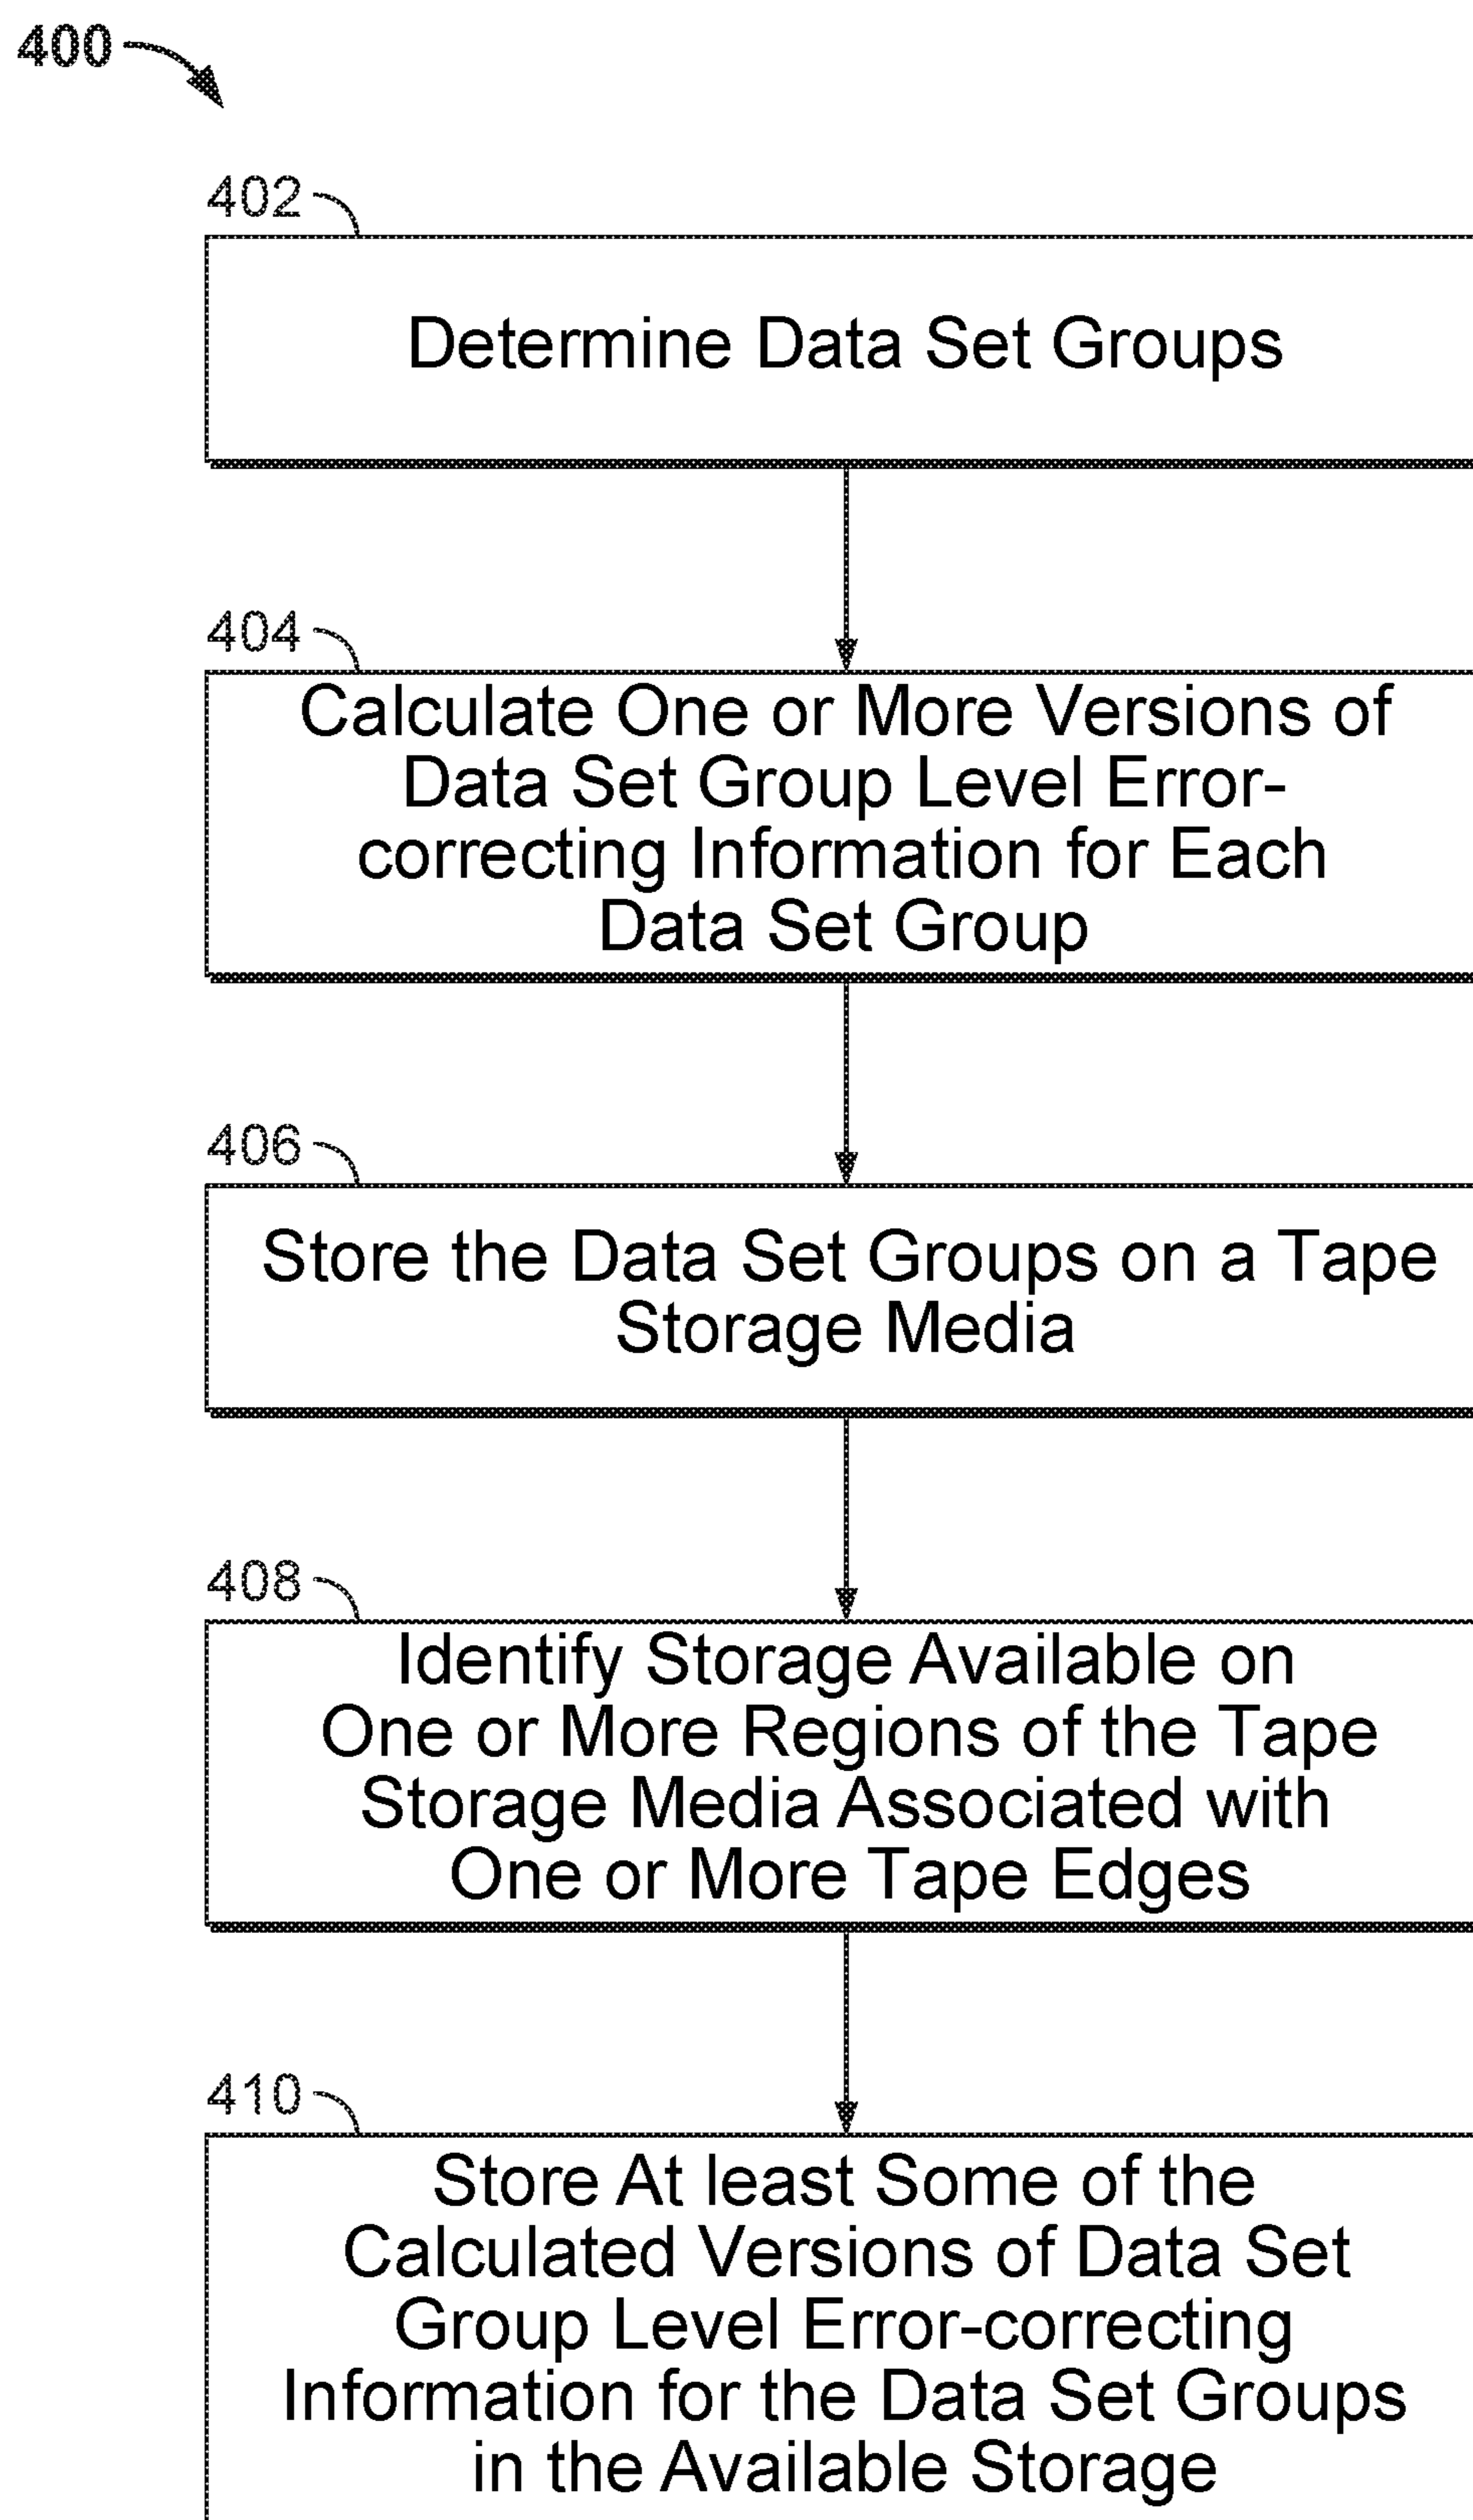 400
402
Determine Data Set Groups
404
Calculate One or More Versions of
Data Set Group Level Error-
correcting Information for Each
Data Set Group
406
Store the Data Set Groups on a Tape
Storage Media
408
Identify Storage Available on
One or More Regions of the Tape
Storage Media Associated with
One or More Tape Edges
410
Store At least Some of the
Calculated Versions of Data Set
Group Level Error-correcting
Information for the Data Set Groups
in the Available Storage